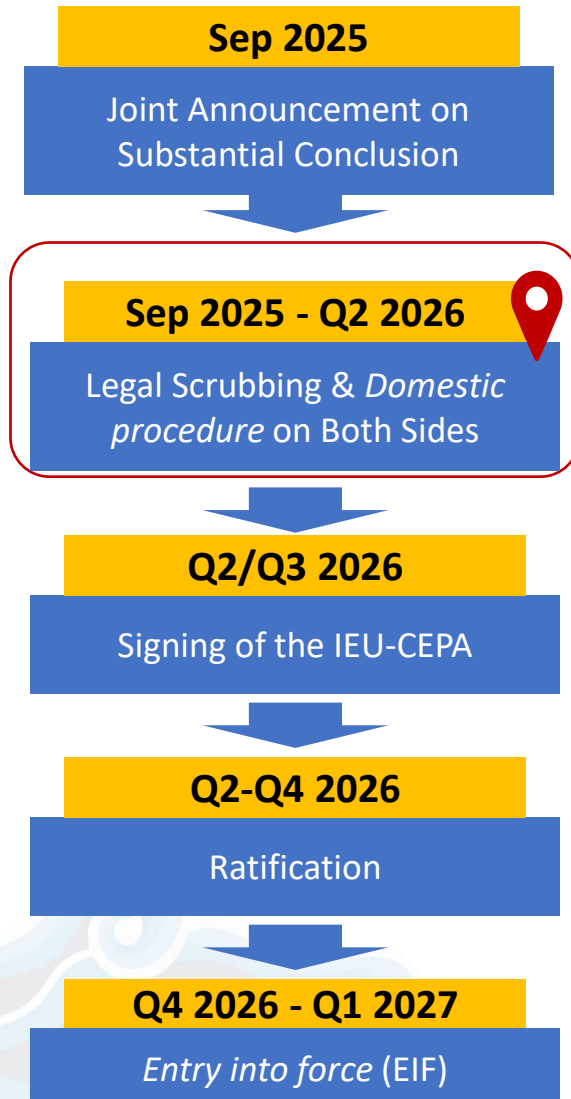 Sep 2025
Joint Announcement on
Substantial Conclusion
Sep 2025 - Q2 2026
Legal Scrubbing & Domestic
procedure on Both Sides
Q2/Q3 2026
Signing of the IEU-CEPA
Q2-Q4 2026
Ratification
Q4 2026 - Q1 2027
Entry into force (EIF)